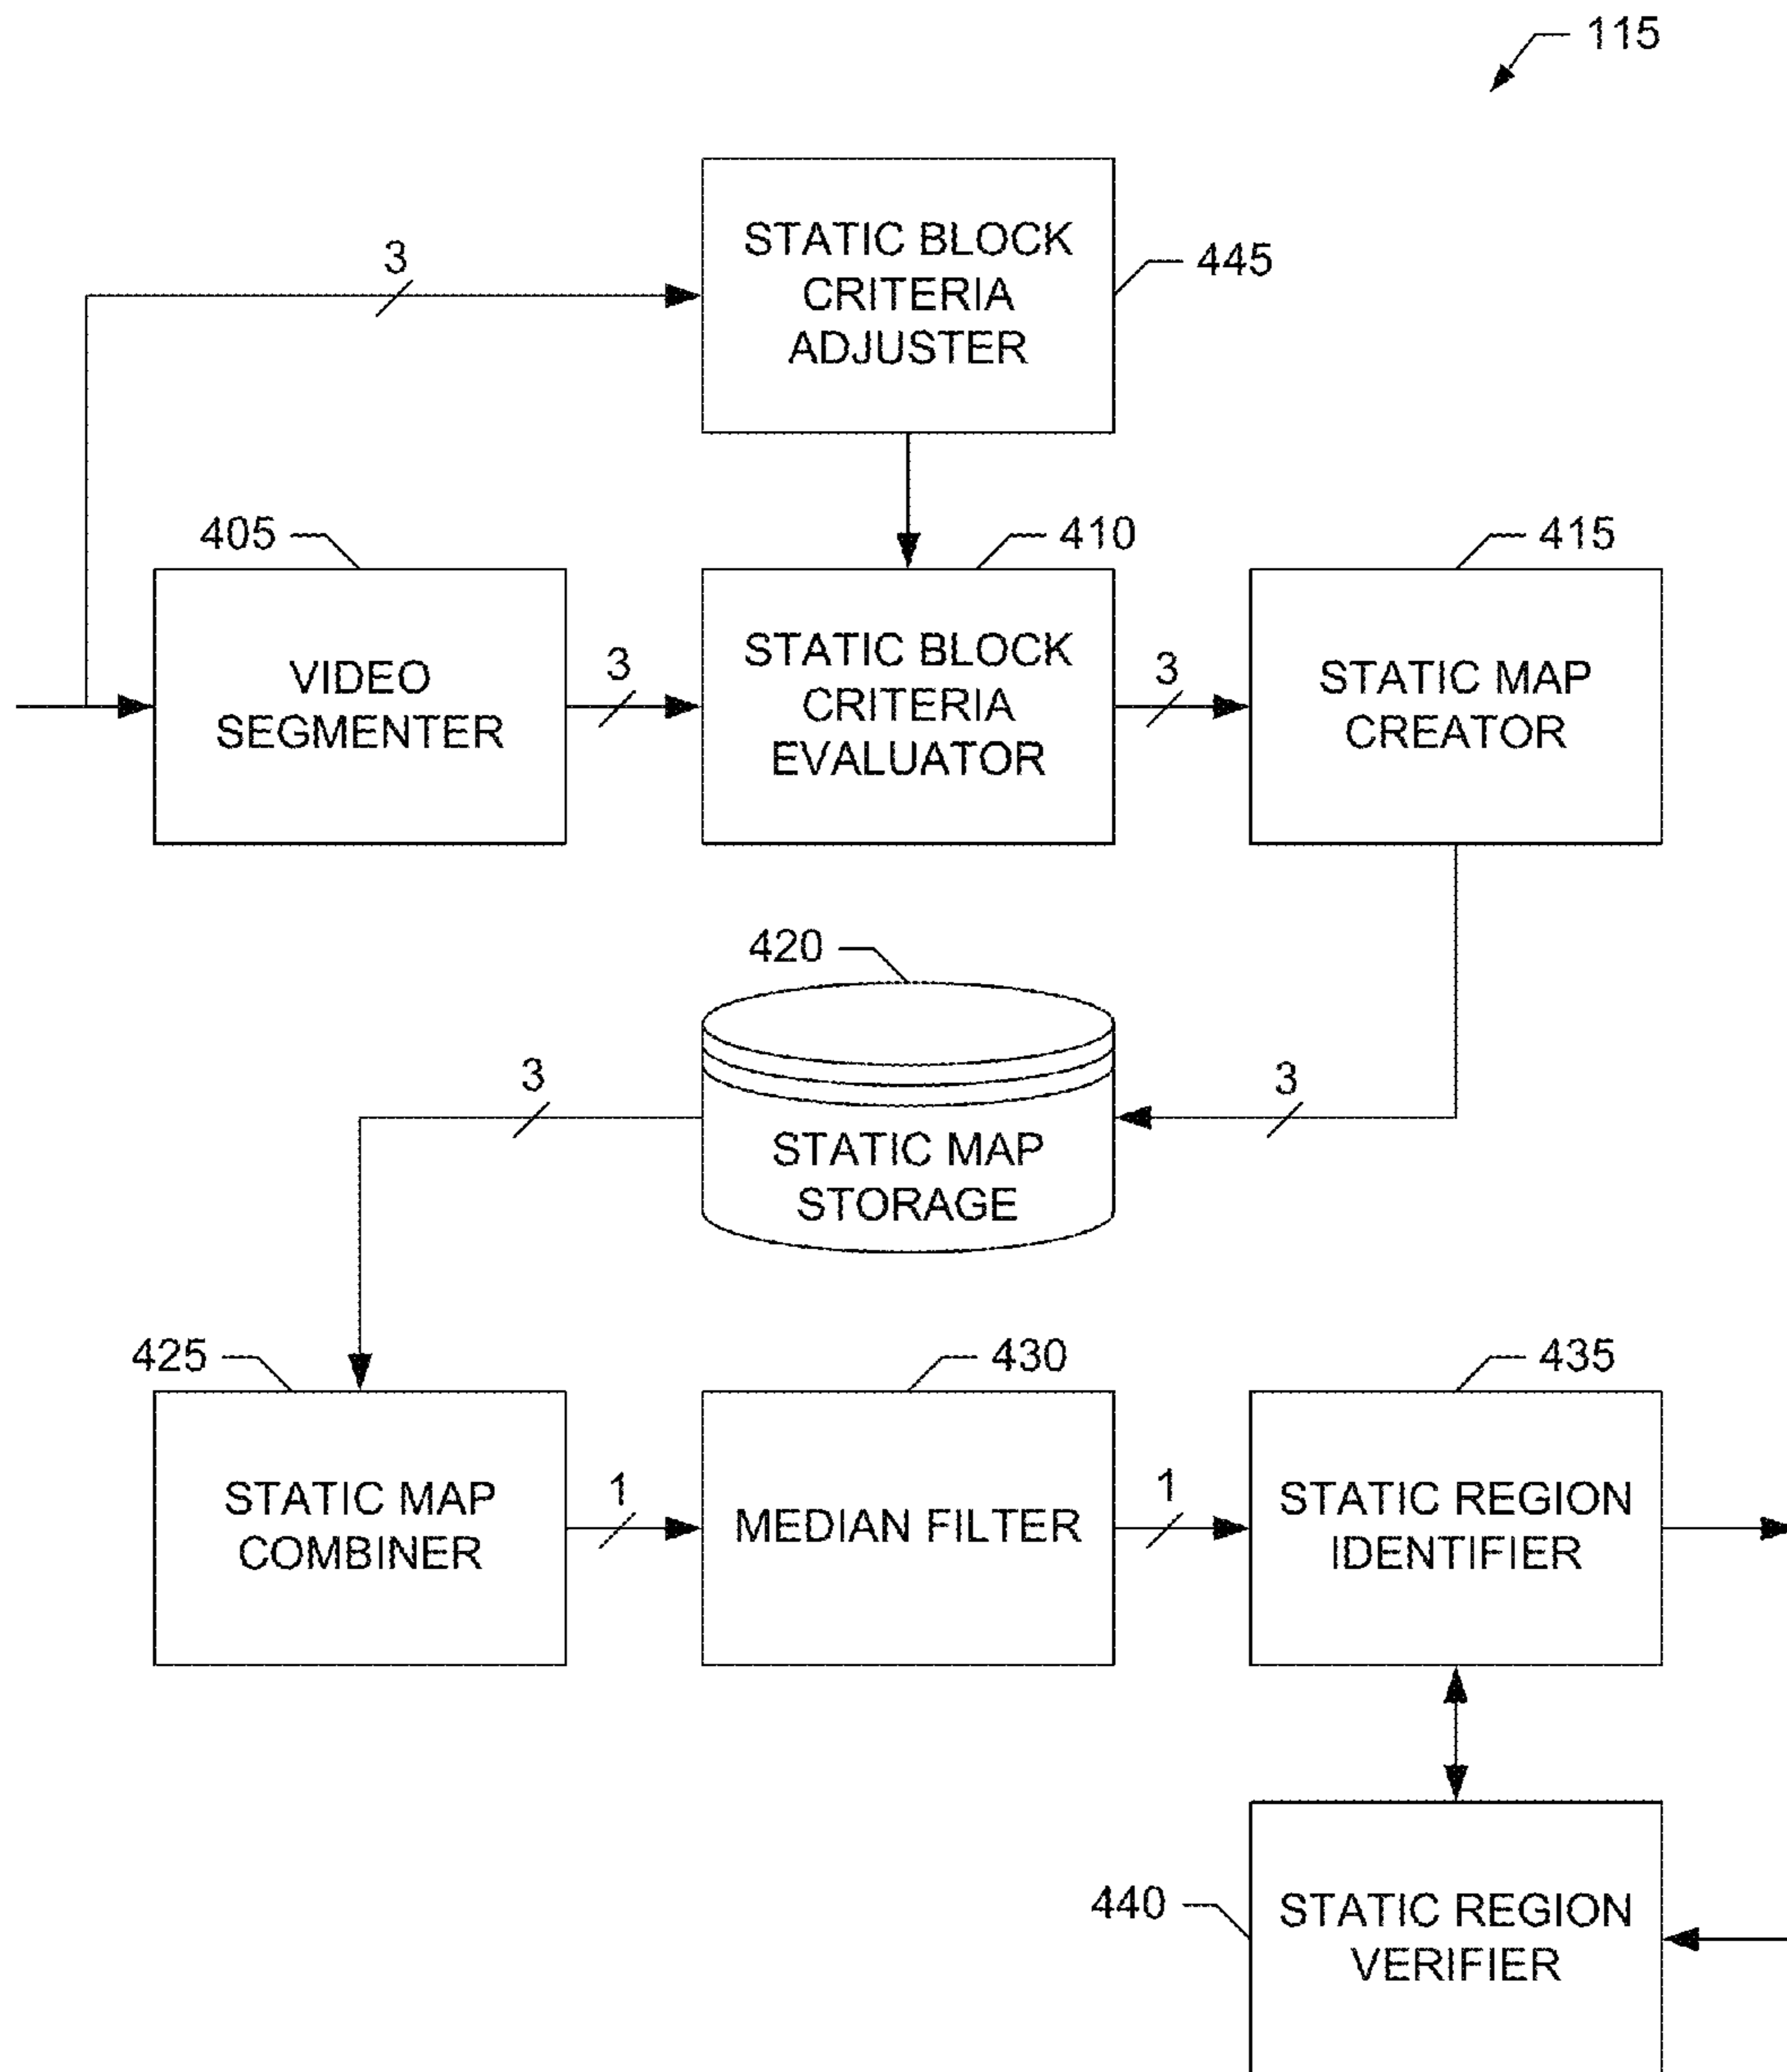 115
STATIC BLOCK
CRITERIA
ADJUSTER
445
3
405
410
415
VIDEO
SEGMENTER
3
STATIC BLOCK
CRITERIA
EVALUATOR
3
STATIC MAP
CREATOR
420
STATIC MAP
STORAGE
3
3
425
430
435
STATIC MAP
COMBINER
1
MEDIAN FILTER
1
STATIC REGION
IDENTIFIER
440
STATIC REGION
VERIFIER